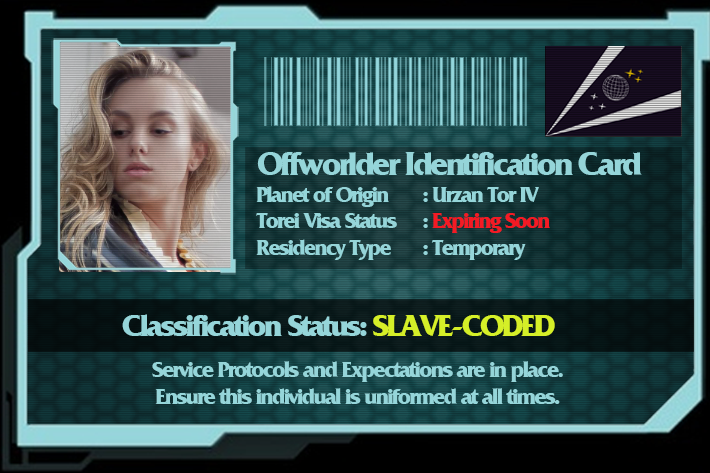 Offworlder Identification Card
Planet of Origin : Urzan Tor IV
Torei Visa Status : Expiring Soon
Residency Type : Temporary
Classification Status: SLAVE-CODED
Service Protocols and Expectations are in place.
Ensure this individual is uniformed at all times.